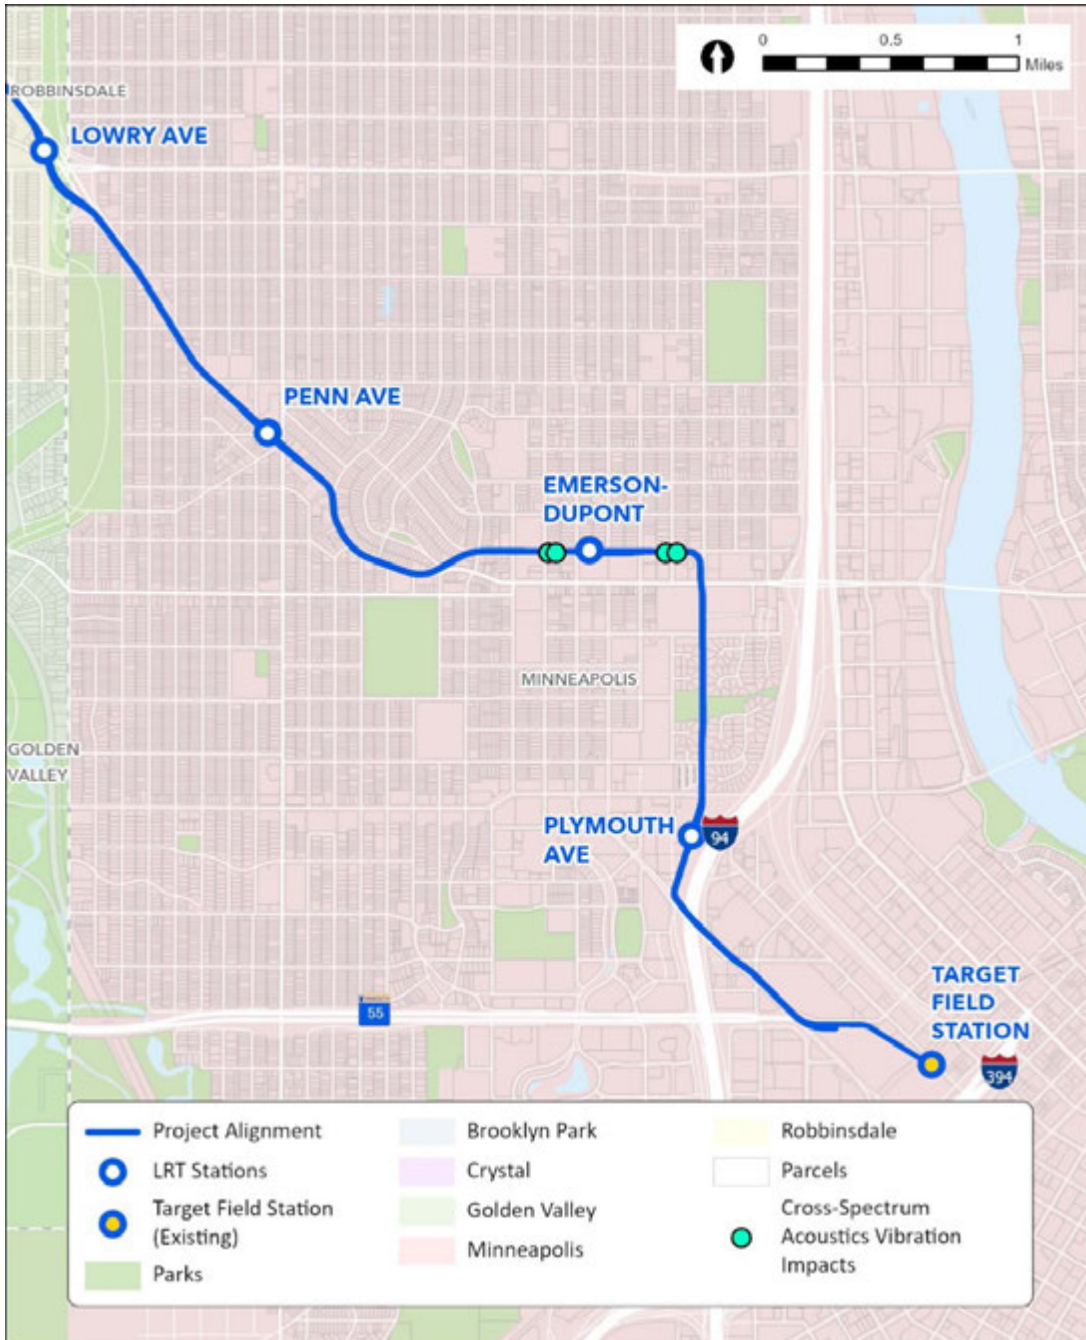 0 0.5 1
Miles
ROBBINSDALE
LOWRY AVE
PENN AVE
EMERSON-
DUPONT
MINNEAPOLIS
GOLDEN
VALLEY
PLYMOUTH
AVE
94
TARGET
FIELD
STATION
55
394
Project Alignment
LRT Stations
Target Field Station
(Existing)
Parks
Brooklyn Park
Crystal
Golden Valley
Minneapolis
Robbinsdale
Parcels
Cross-Spectrum
Acoustics Vibration
Impacts